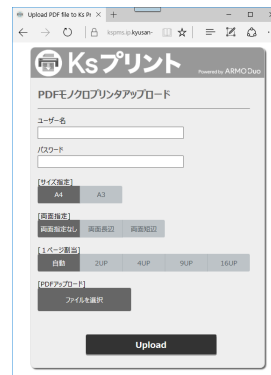 Upload PDF file to Ks Pr
kspms.ip.kyusan-
Ksプリント
Powered by ARMODuo
PDFモノクロプリンタアップロード
ユーザー名
パスワード
[サイズ指定]
A4 A3
[両面指定]
両面指定なし 両面長辺 両面短辺
[1ページ割当]
自動 2UP 4UP 9UP 16UP
[PDFアップロード]
ファイルを選択
Upload